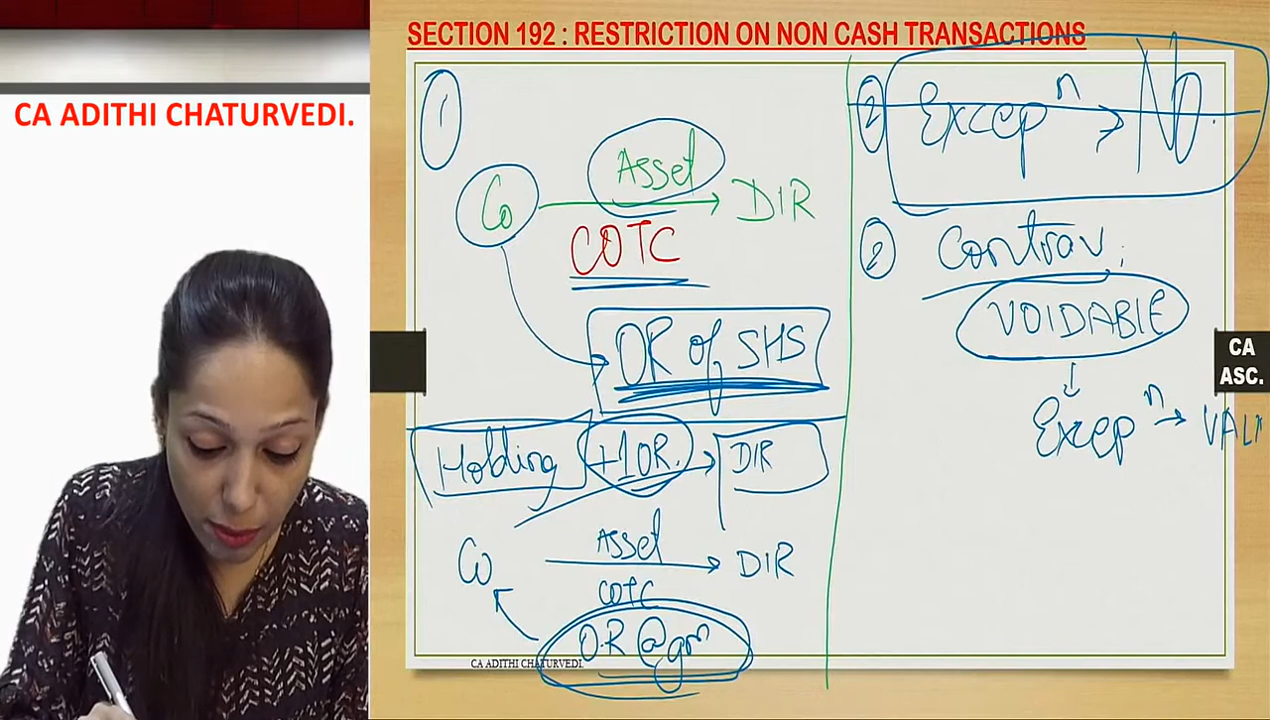 SECTION 192 : RESTRICTION ON NON CASH TRANSACTIONS
CA ADITHI CHATURVEDI.
1
Asset
Co DIR
COTC
OR of SHS
Holding +1 OR. DIR
Asset
Co DIR
COTC
O.R @ gm
CA ADITHI CHATURVEDI.
2 Excepⁿ > NO.
2 Contrav.
VOIDABLE
Excepⁿ
CA
ASC.